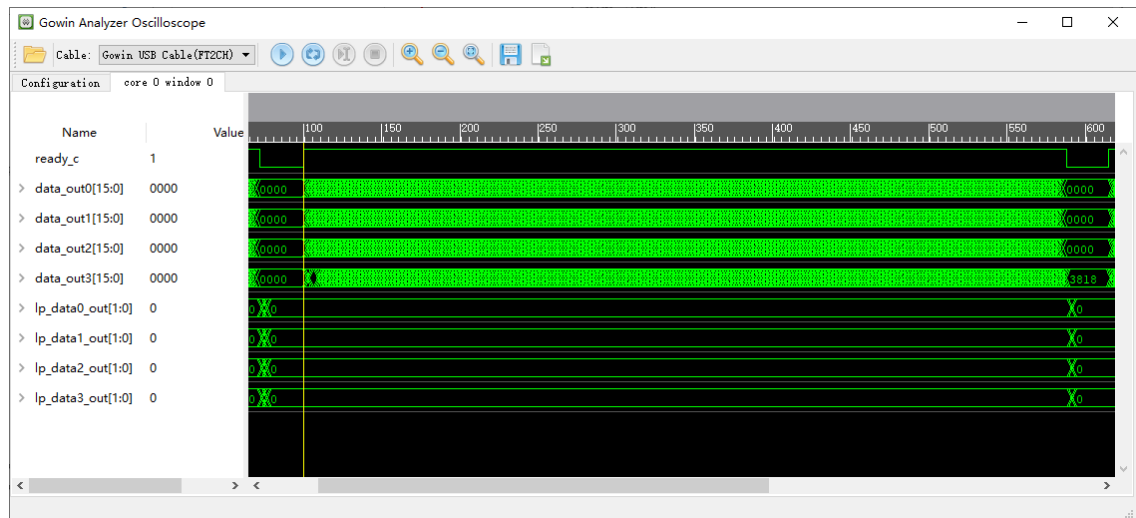 Gowin Analyzer Oscilloscope
Cable: Gowin USB Cable(FT2CH)
Configuration core 0 window 0
Name Value 100 150 200 250 300 350 400 450 500 550 600
ready_c 1
data_out0[15:0] 0000 0000 0000
data_out1[15:0] 0000 0000 0000
data_out2[15:0] 0000 0000 0000
data_out3[15:0] 0000 0000 3818
lp_data0_out[1:0] 0 0 0 0
lp_data1_out[1:0] 0 0 0 0
lp_data2_out[1:0] 0 0 0 0
lp_data3_out[1:0] 0 0 0 0